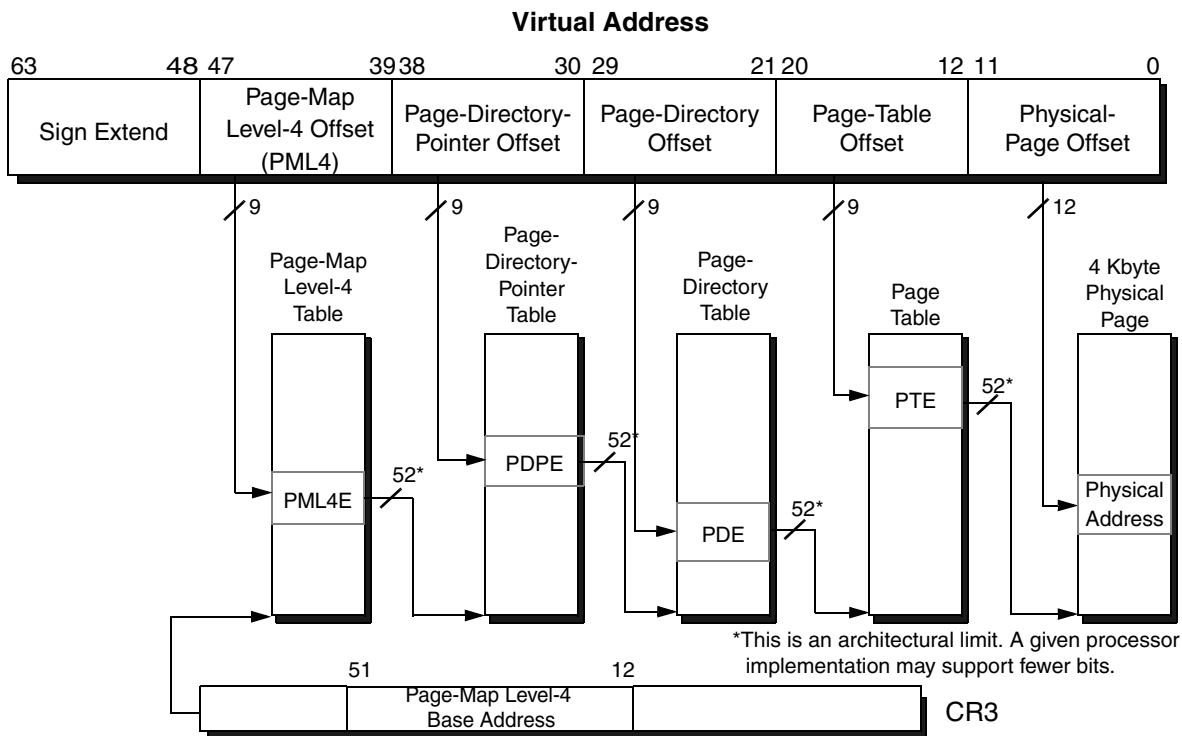 Virtual Address
63 48 47 39 38 30 29 21 20 12 11 0
Sign Extend
Page-Map
Level-4 Offset
(PML4)
Page-Directory-
Pointer Offset
Page-Directory
Offset
Page-Table
Offset
Physical-
Page Offset
9 9 9 9 12
Page-Map
Level-4
Table
Page-
Directory-
Pointer
Table
Page-
Directory
Table
Page
Table
4 Kbyte
Physical
Page
PML4E
52*
PDPE
52*
PDE
52*
PTE
52*
Physical
Address
*This is an architectural limit. A given processor
implementation may support fewer bits.
51 12
Page-Map Level-4
Base Address
CR3